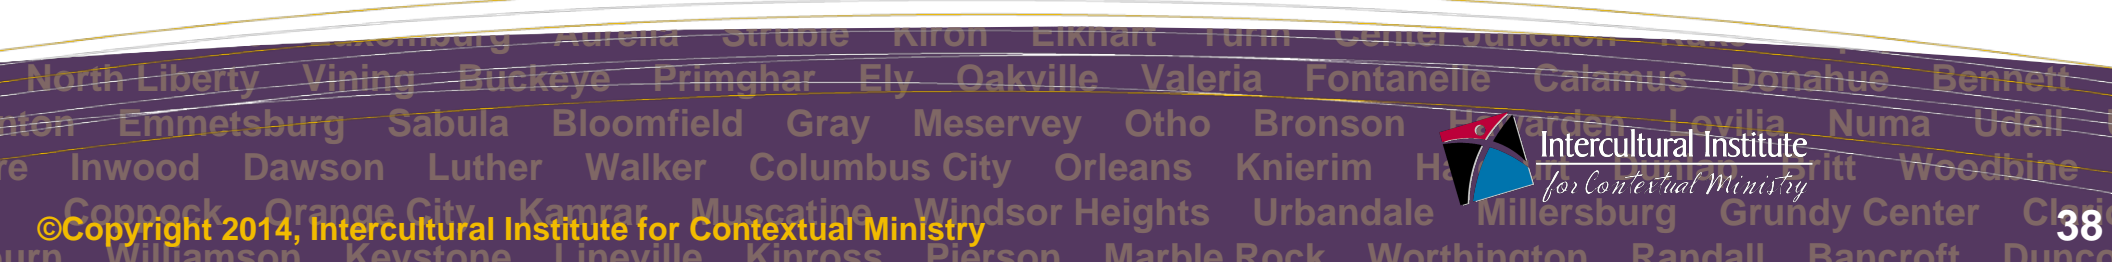 Luxemburg Aurelia Struble Kiron Elkhart Turin Center Junction
North Liberty Vining Buckeye Primghar Ely Oakville Valeria Fontanelle Calamus Donahue Bennett
Emmetsburg Sabula Bloomfield Gray Meservey Otho Bronson Lovilia Numa Udell
Inwood Dawson Luther Walker Columbus City Orleans Knierim Britt Woodbine
Intercultural Institute
for Contextual Ministry
Coppock Orange City Kamrar Muscatine Windsor Heights Urbandale Millersburg Grundy Center
©Copyright 2014, Intercultural Institute for Contextual Ministry
38
Williamson Keystone Lineville Kinross Pierson Marble Rock Worthington Randall Bancroft